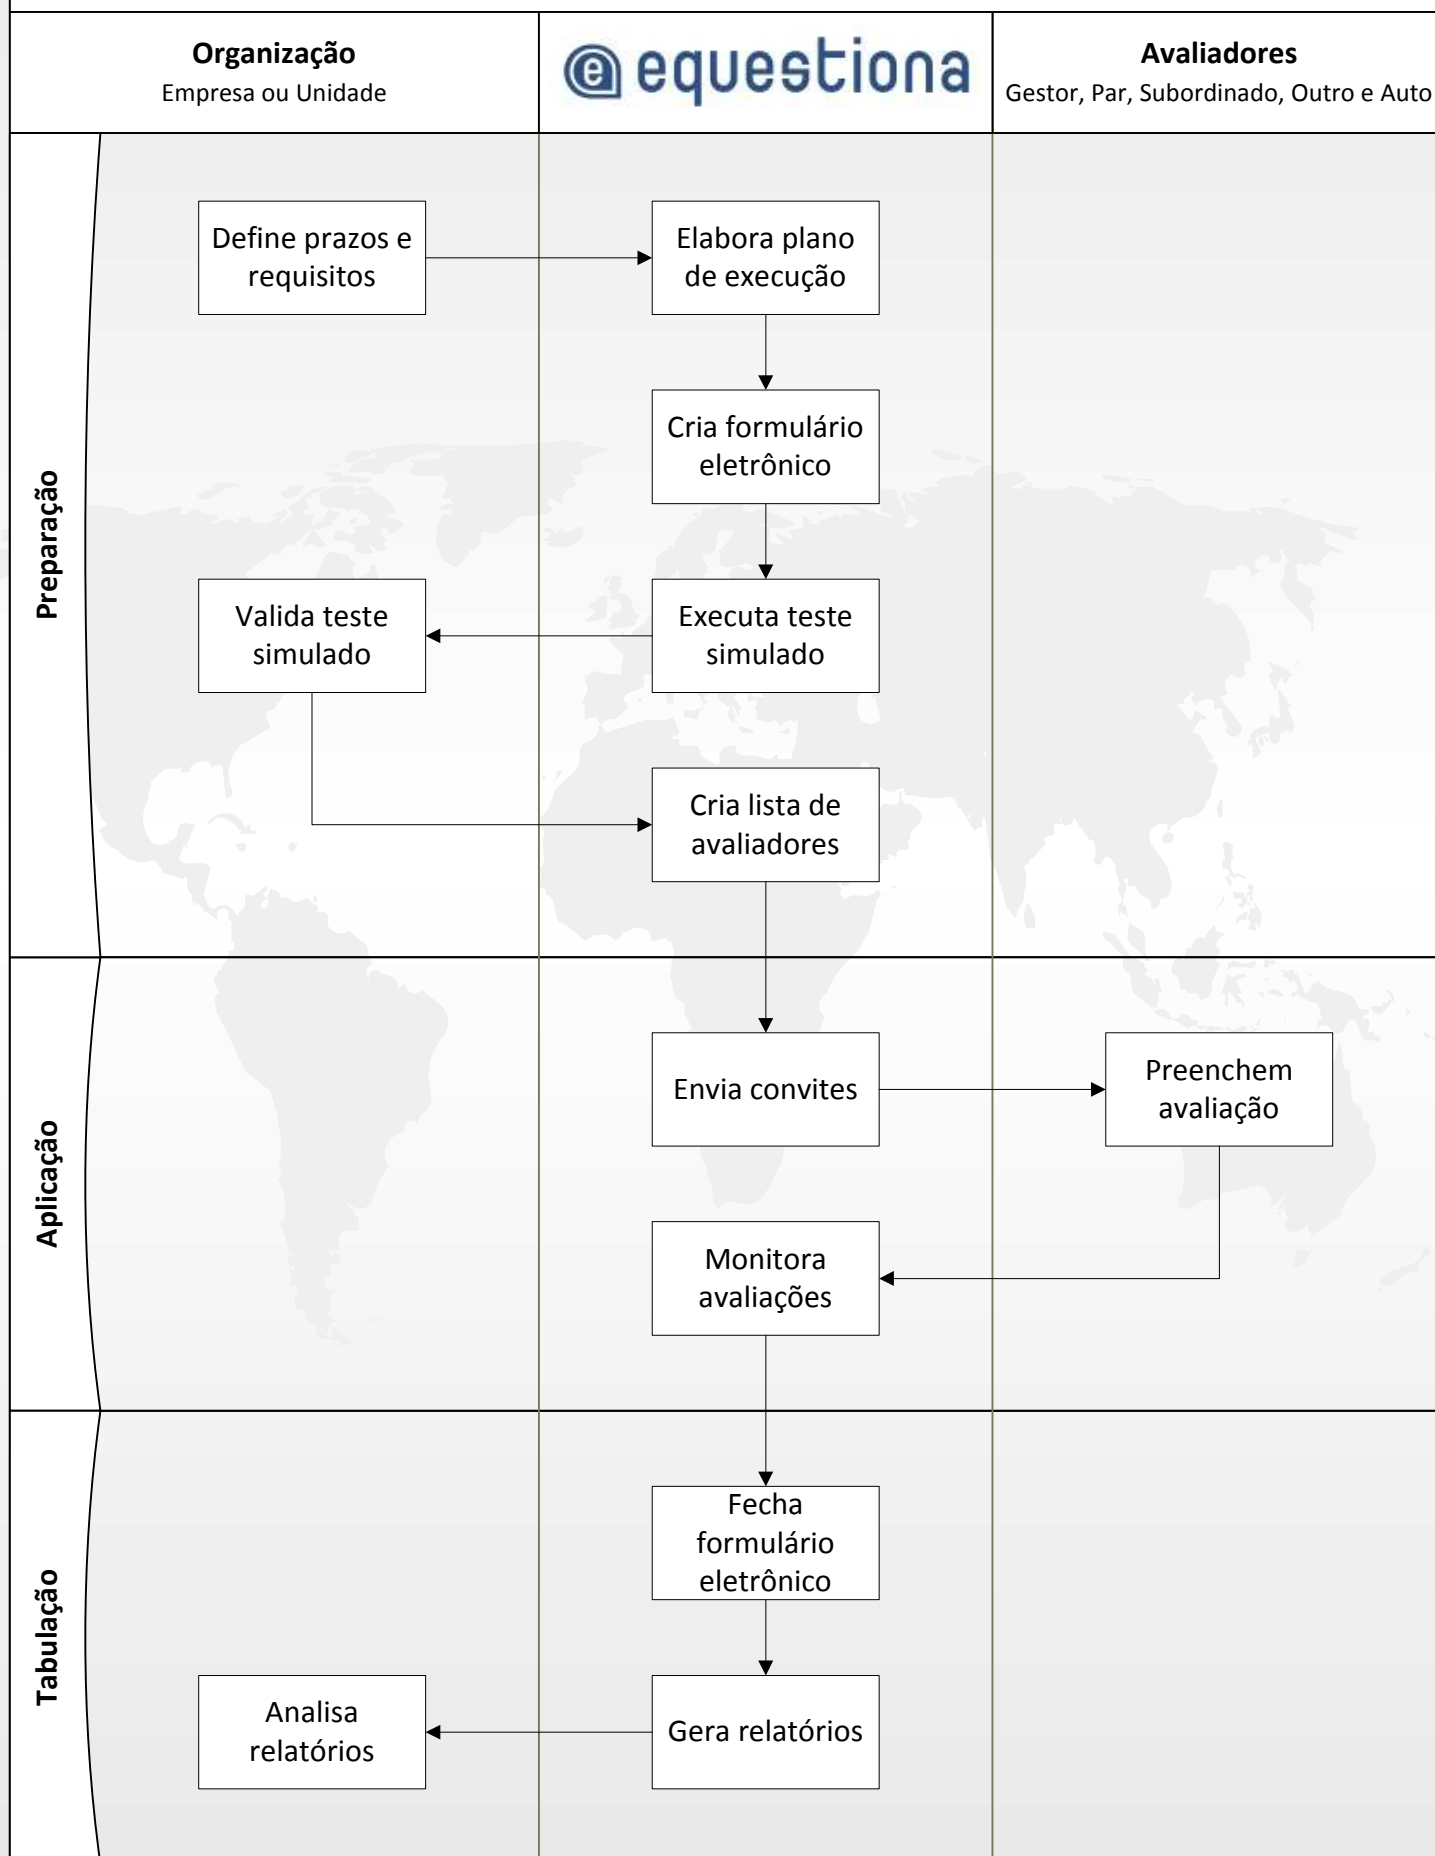 Organização
Empresa ou Unidade
e equestiona
Avaliadores
Gestor, Par, Subordinado, Outro e Auto
Preparação
Define prazos e
requisitos
Elabora plano
de execução
Cria formulário
eletrônico
Valida teste
simulado
Executa teste
simulado
Cria lista de
avaliadores
Aplicação
Envia convites
Preenchem
avaliação
Monitora
avaliações
Tabulação
Fecha
formulário
eletrônico
Analisa
relatórios
Gera relatórios